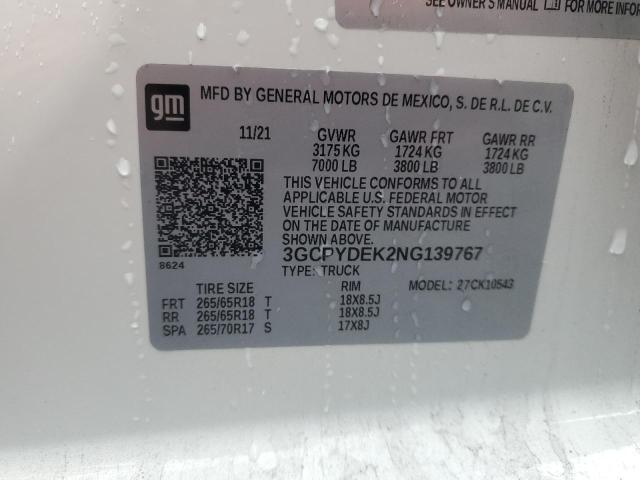 SEE OWNER'S MANUAL FOR MORE INFOR
gm
MFD BY GENERAL MOTORS DE MEXICO, S. DE R.L. DE C.V.
11/21 GVWR GAWR FRT GAWR RR
3175 KG 1724 KG 1724 KG
7000 LB 3800 LB 3800 LB
THIS VEHICLE CONFORMS TO ALL
APPLICABLE U.S. FEDERAL MOTOR
VEHICLE SAFETY STANDARDS IN EFFECT
ON THE DATE OF MANUFACTURE
SHOWN ABOVE.
8624
3GCPYDEK2NG139767
TYPE: TRUCK MODEL: 27CK10543
TIRE SIZE RIM
FRT 265/65R18 T 18X8.5J
RR 265/65R18 T 18X8.5J
SPA 265/70R17 S 17X8J